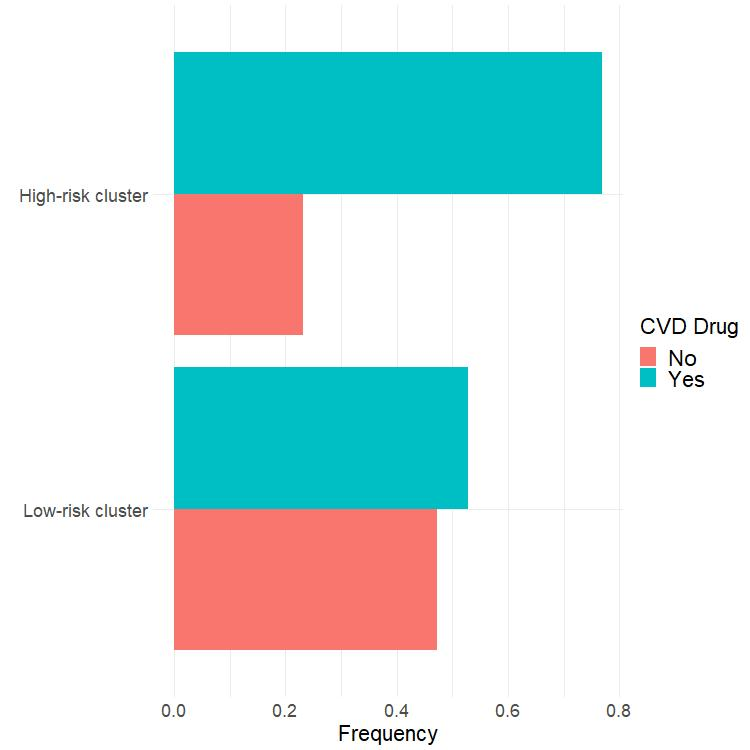 High-risk cluster
Low-risk cluster
0.0 0.2 0.4 0.6 0.8
Frequency
CVD Drug
No
Yes